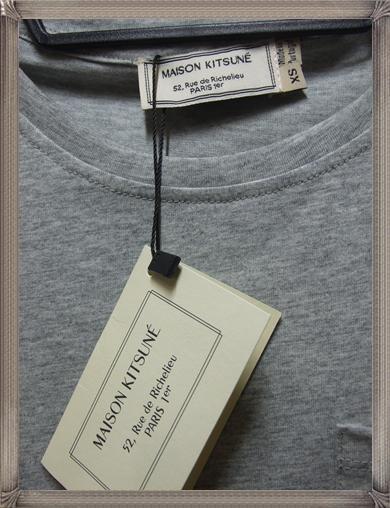 MAISON KITSUNÉ
52, Rue de Richelieu
PARIS 1er
XS
MAISON KITSUNÉ
52, Rue de Richelieu
PARIS 1er